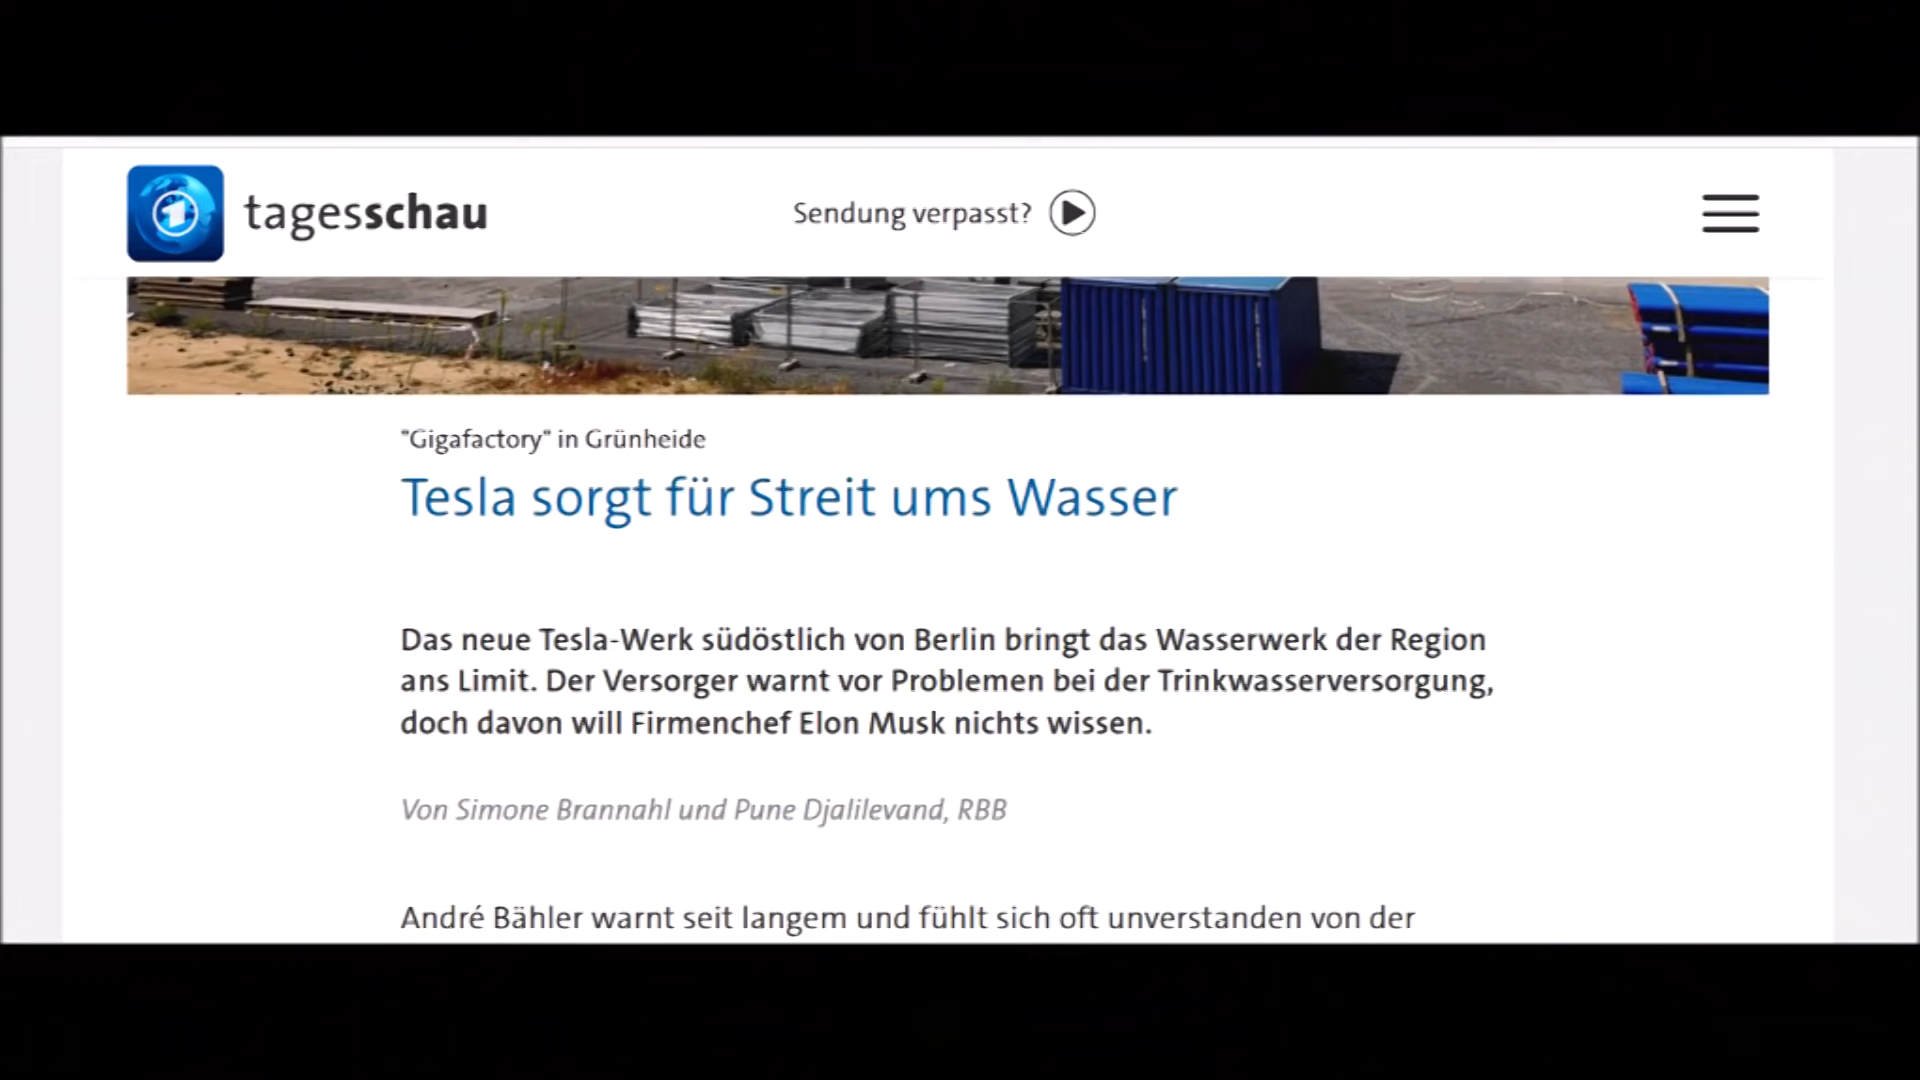 tagesschau
Sendung verpasst?
"Gigafactory" in Grünheide
Tesla sorgt für Streit ums Wasser
Das neue Tesla-Werk südöstlich von Berlin bringt das Wasserwerk der Region
ans Limit. Der Versorger warnt vor Problemen bei der Trinkwasserversorgung,
doch davon will Firmenchef Elon Musk nichts wissen.
Von Simone Brannahl und Pune Djalilevand, RBB
André Bähler warnt seit langem und fühlt sich oft unverstanden von der